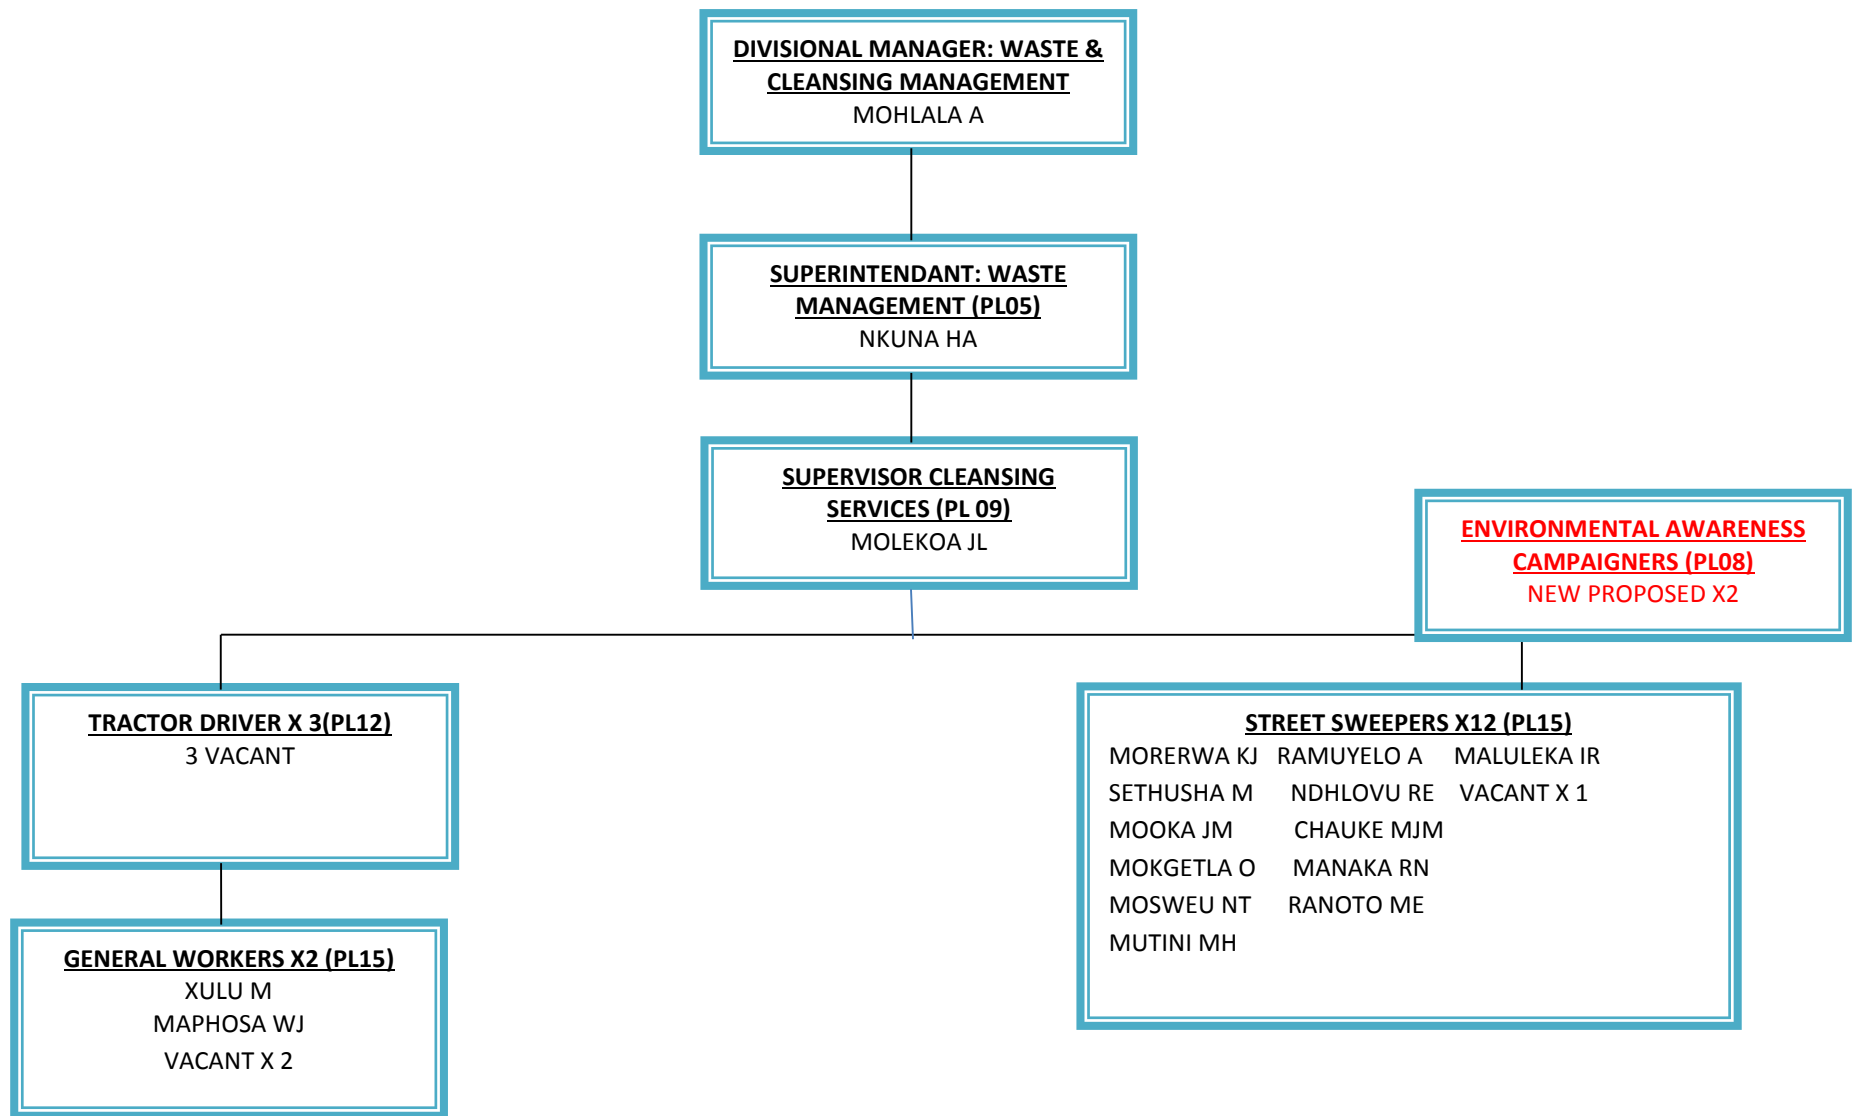 DIVISIONAL MANAGER: WASTE &
CLEANSING MANAGEMENT
MOHLALA A
SUPERINTENDANT: WASTE
MANAGEMENT (PL05)
NKUNA HA
SUPERVISOR CLEANSING
SERVICES (PL 09)
MOLEKOA JL
ENVIRONMENTAL AWARENESS
CAMPAIGNERS (PL08)
NEW PROPOSED X2
TRACTOR DRIVER X 3(PL12)
3 VACANT
GENERAL WORKERS X2 (PL15)
XULU M
MAPHOSA WJ
VACANT X 2
STREET SWEEPERS X12 (PL15)
MORERWA KJ RAMUYELO A MALULEKA IR
SETHUSHA M NDHLOVU RE VACANT X 1
MOOKA JM CHAUKE MJM
MOKGETLA O MANAKA RN
MOSWEU NT RANOTO ME
MUTINI MH